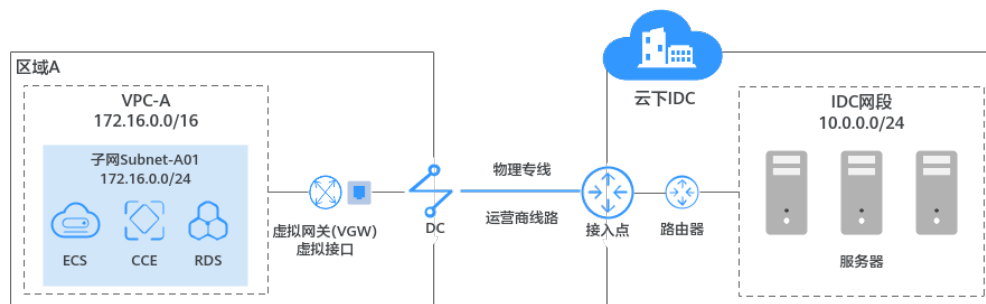 区域A
VPC-A
172.16.0.0/16
子网Subnet-A01
172.16.0.0/24
ECS
CCE
RDS
虚拟网关(VGW)
虚拟接口
DC
物理专线
运营商线路
云下IDC
接入点
路由器
IDC网段
10.0.0.0/24
服务器